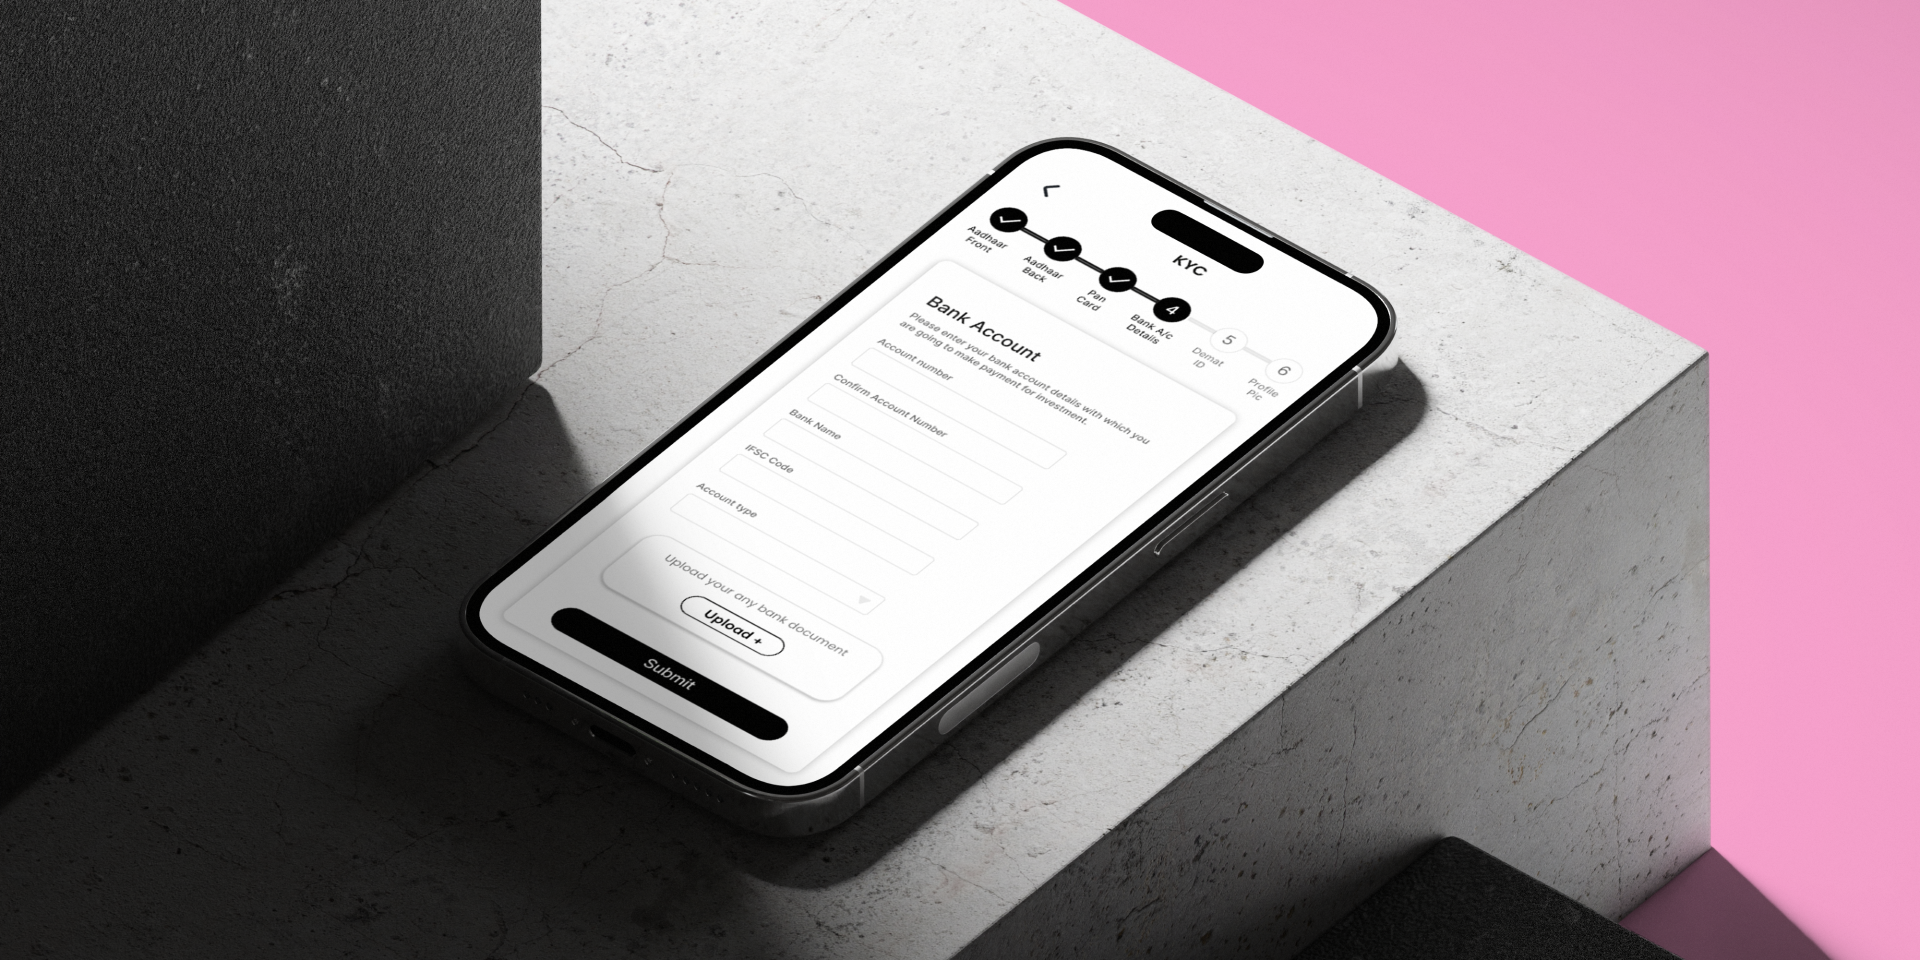 KYC
Aadhaar
Front
Aadhaar
Back
Pan
Card
4
Bank A/c
Details
5
Demat
ID
6
Profile
Pic
Bank Account
Please enter your bank account details with which you
are going to make payment for investment.
Account number
Confirm Account Number
Bank Name
IFSC Code
Account type
Upload your any bank document
Upload +
Submit